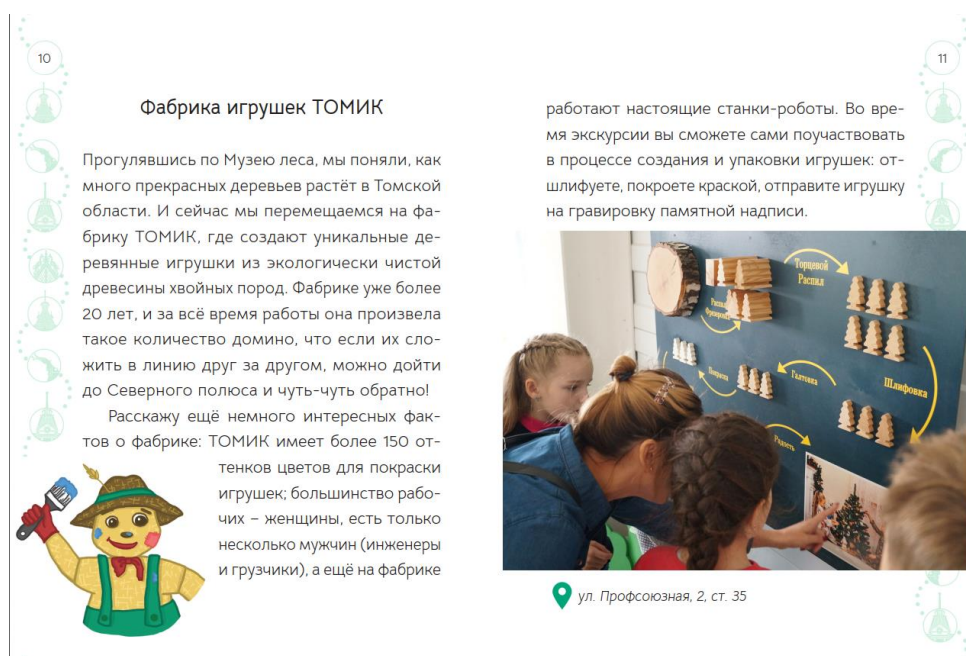 10
Фабрика игрушек ТОМИК
Прогулявшись по Музею леса, мы поняли, как
много прекрасных деревьев растёт в Томской
области. И сейчас мы перемещаемся на фа-
брику ТОМИК, где создают уникальные де-
ревянные игрушки из экологически чистой
древесины хвойных пород. Фабрике уже более
20 лет, и за всё время работы она произвела
такое количество домино, что если их сло-
жить в линию друг за другом, можно дойти
до Северного полюса и чуть-чуть обратно!
Расскажу ещё немного интересных фак-
тов о фабрике: ТОМИК имеет более 150 от-
тенков цветов для покраски
игрушек; большинство рабо-
чих – женщины, есть только
несколько мужчин (инженеры
и грузчики), а ещё на фабрике
11
работают настоящие станки-роботы. Во вре-
мя экскурсии вы сможете сами поучаствовать
в процессе создания и упаковки игрушек: от-
шлифуете, покроете краской, отправите игрушку
на гравировку памятной надписи.
Торцевой
Распил
Шлифовка
Галтовка
Покраска
Радость
ул. Профсоюзная, 2, ст. 35